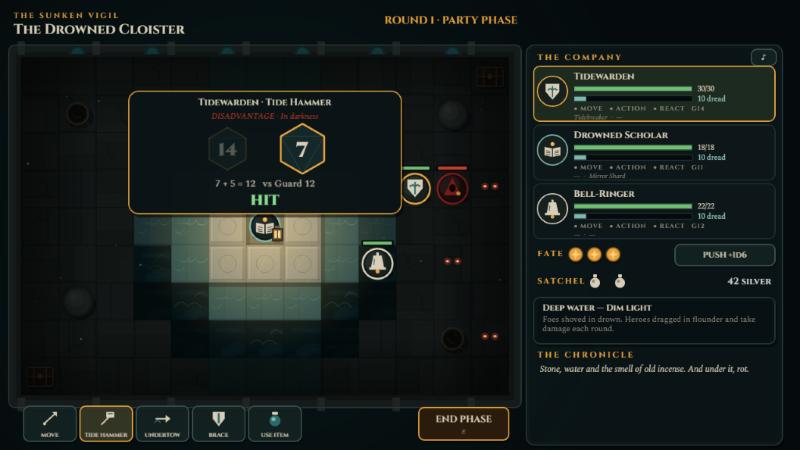 THE SUNKEN VIGIL
THE DROWNED CLOISTER
ROUND 1 · PARTY PHASE
TIDEWARDEN · TIDE HAMMER
DISADVANTAGE · In darkness
14
7
7 + 5 = 12 vs Guard 12
HIT
MOVE
TIDE HAMMER
UNDERTOW
BRACE
USE ITEM
END PHASE
THE COMPANY
TIDEWARDEN
30/30
10 dread
MOVE • ACTION • REACT G14
Tidebreaker · —
DROWNED SCHOLAR
18/18
10 dread
MOVE • ACTION • REACT G11
— · Mirror Shard
BELL-RINGER
22/22
10 dread
MOVE • ACTION • REACT G12
FATE
PUSH +1D6
SATCHEL
42 SILVER
DEEP WATER — DIM LIGHT
Foes shoved in drown. Heroes dragged in flounder and take
damage each round.
THE CHRONICLE
Stone, water and the smell of old incense. And under it, rot.